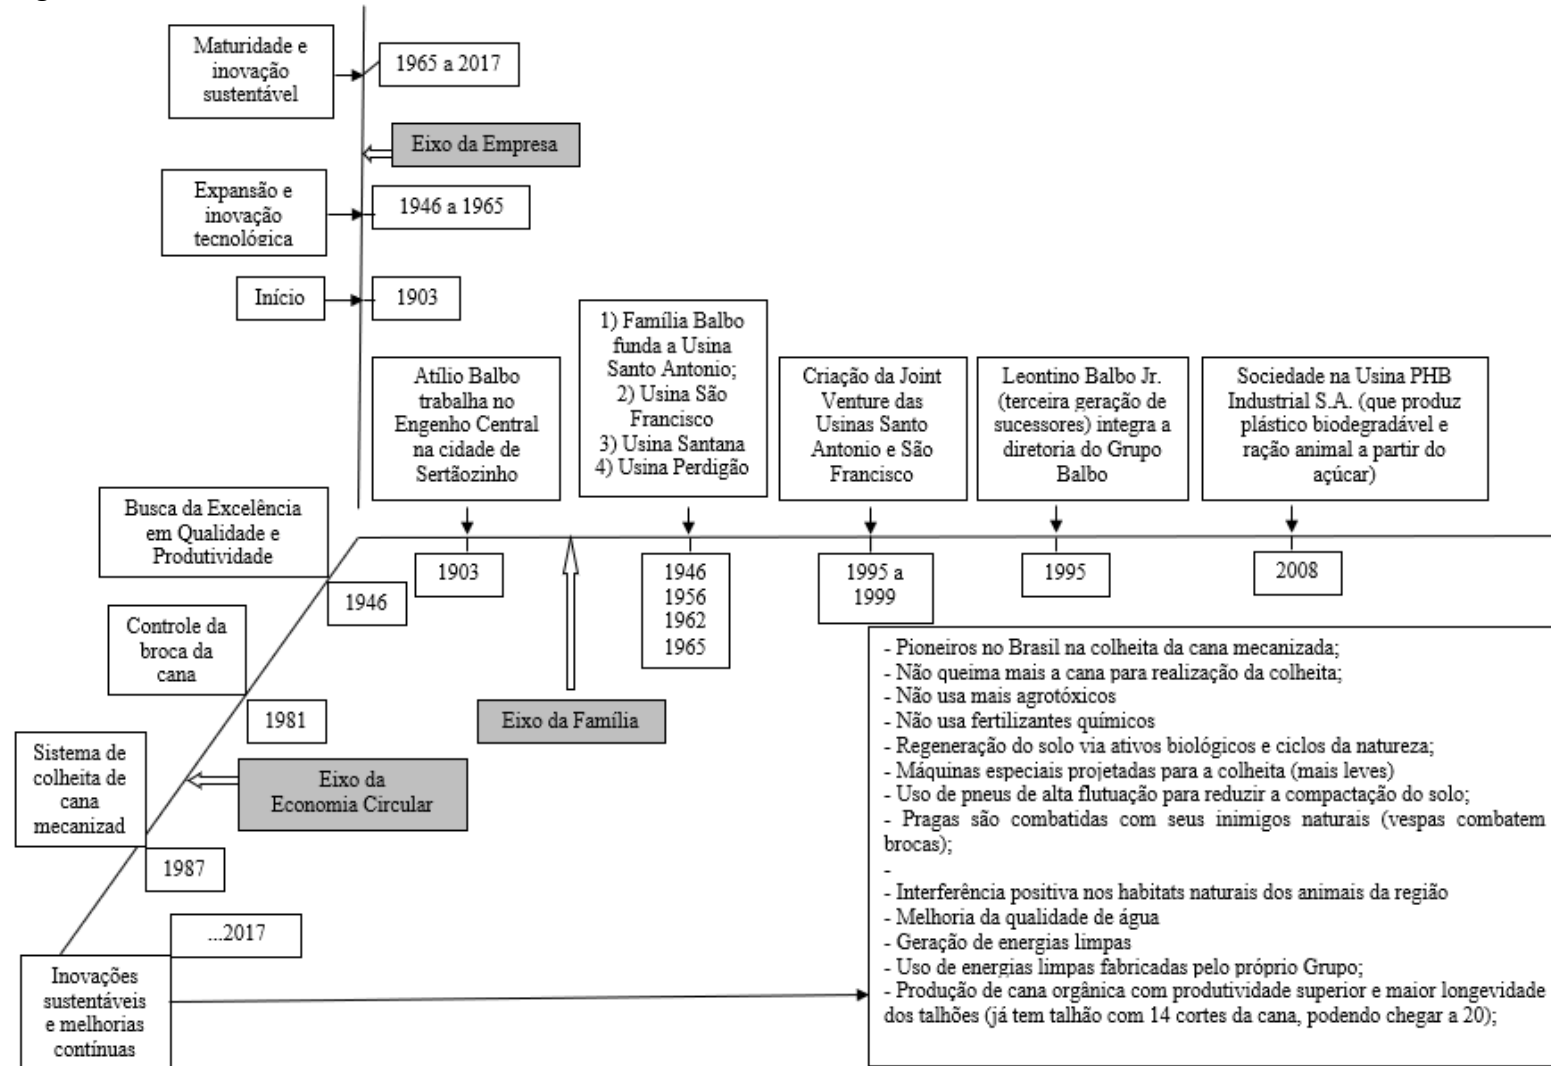 Maturidade e
inovação
sustentável
1965 a 2017
Eixo da Empresa
Expansão e
inovação
tecnológica
1946 a 1965
Início
1903
Atílio Balbo
trabalha no
Engenho Central
na cidade de
Sertãozinho
1) Família Balbo
funda a Usina
Santo Antonio;
2) Usina São
Francisco
3) Usina Santana
4) Usina Perdigão
Criação da Joint
Venture das
Usinas Santo
Antonio e São
Francisco
Leontino Balbo Jr.
(terceira geração de
sucessores) integra a
diretoria do Grupo
Balbo
Sociedade na Usina PHB
Industrial S.A. (que produz
plástico biodegradável e
ração animal a partir do
açúcar)
1903
1946
1956
1962
1965
1995 a
1999
1995
2008
Eixo da Família
Busca da Excelência
em Qualidade e
Produtividade
1946
Controle da
broca da
cana
1981
Sistema de
colheita de
cana
mecanizad
Eixo da
Economia Circular
1987
...2017
Inovações
sustentáveis
e melhorias
contínuas
- Pioneiros no Brasil na colheita da cana mecanizada;
- Não queima mais a cana para realização da colheita;
- Não usa mais agrotóxicos
- Não usa fertilizantes químicos
- Regeneração do solo via ativos biológicos e ciclos da natureza;
- Máquinas especiais projetadas para a colheita (mais leves)
- Uso de pneus de alta flutuação para reduzir a compactação do solo;
- Pragas são combatidas com seus inimigos naturais (vespas combatem
brocas);
-
- Interferência positiva nos habitats naturais dos animais da região
- Melhoria da qualidade de água
- Geração de energias limpas
- Uso de energias limpas fabricadas pelo próprio Grupo;
- Produção de cana orgânica com produtividade superior e maior longevidade
dos talhões (já tem talhão com 14 cortes da cana, podendo chegar a 20);